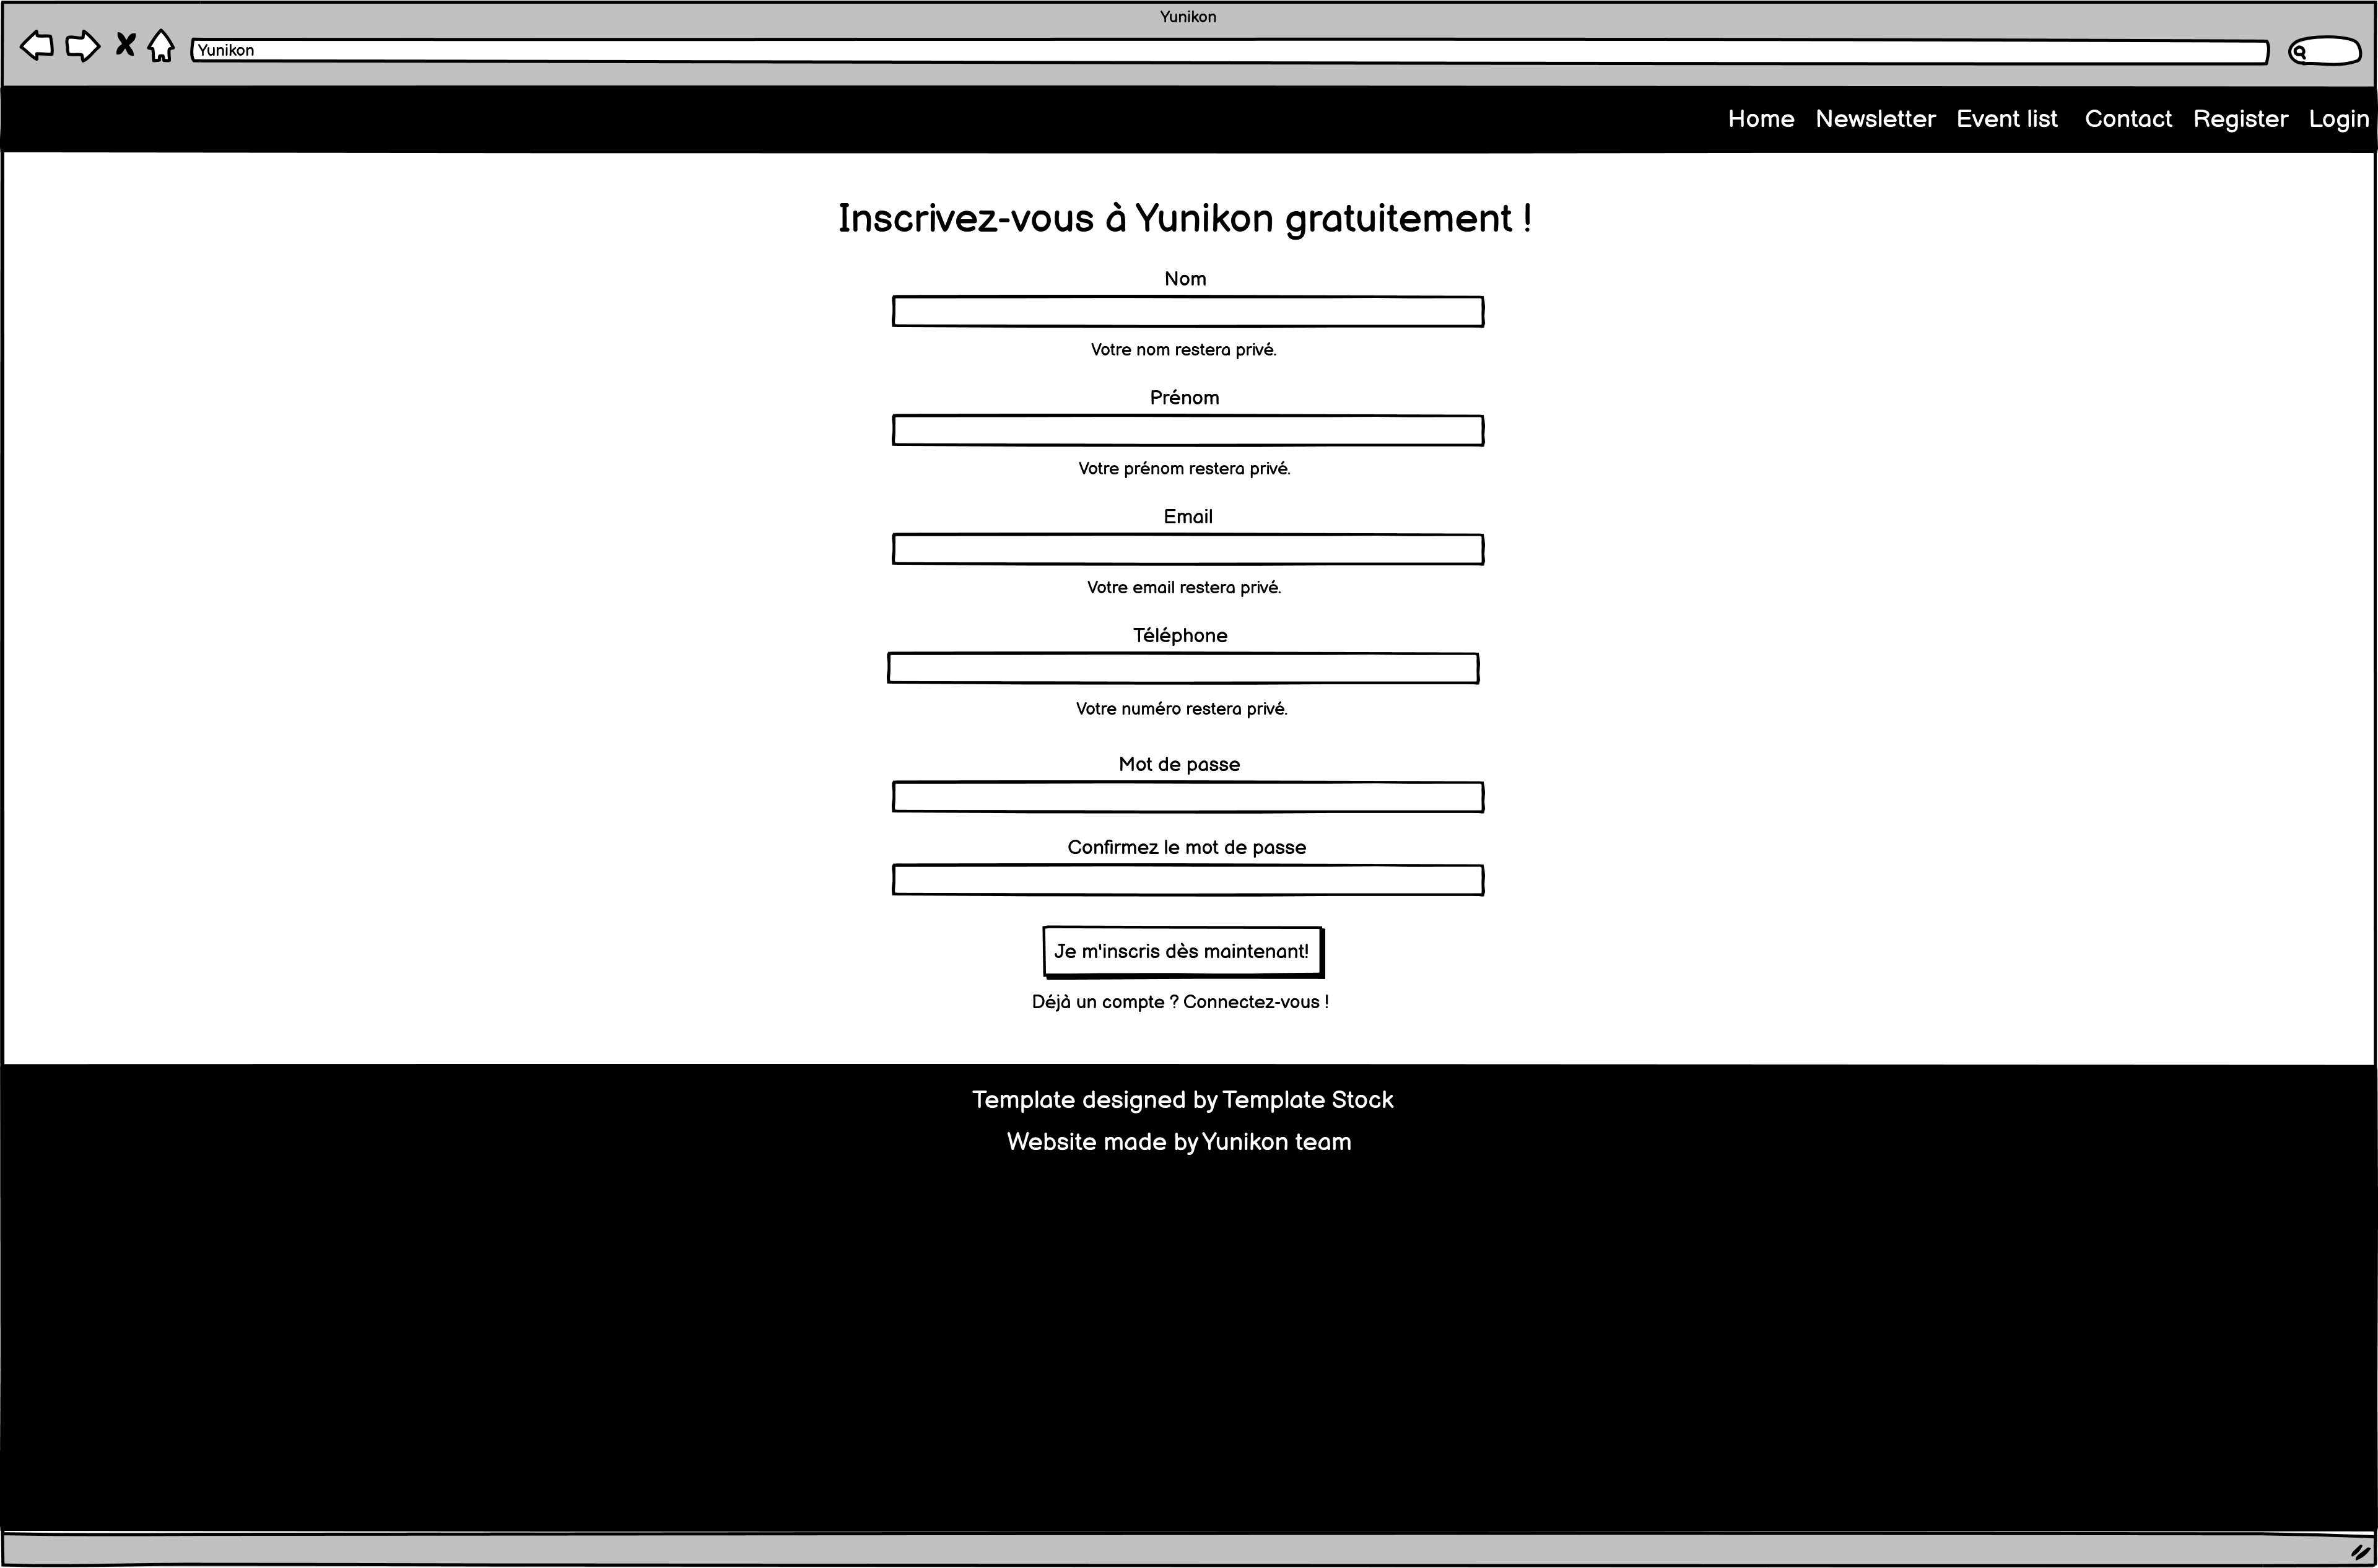 Yunikon
Yunikon
Home Newsletter Event list Contact Register Login
Inscrivez-vous à Yunikon gratuitement !
Nom
Votre nom restera privé.
Prénom
Votre prénom restera privé.
Email
Votre email restera privé.
Téléphone
Votre numéro restera privé.
Mot de passe
Confirmez le mot de passe
Je m'inscris dès maintenant!
Déjà un compte ? Connectez-vous !
Template designed by Template Stock
Website made by Yunikon team